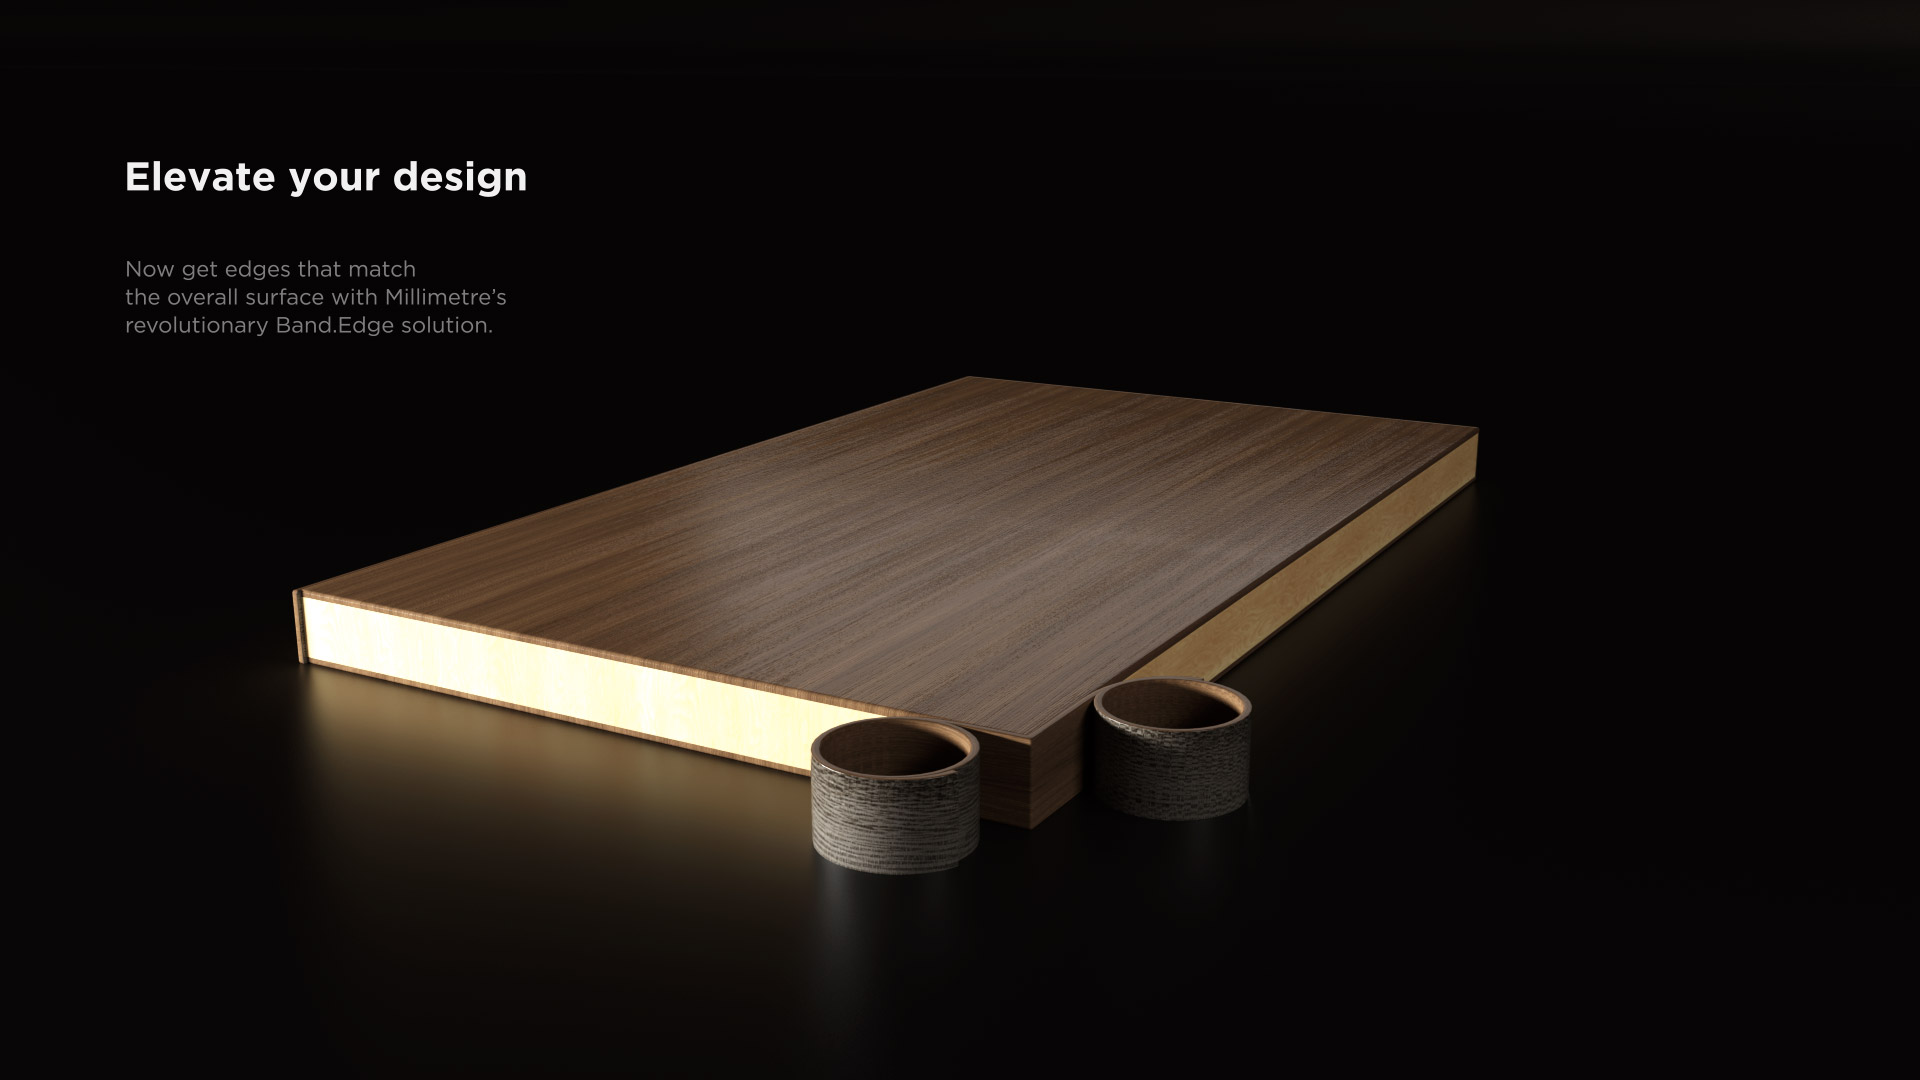 Elevate your design
Now get edges that match
the overall surface with Millimetre’s
revolutionary Band.Edge solution.